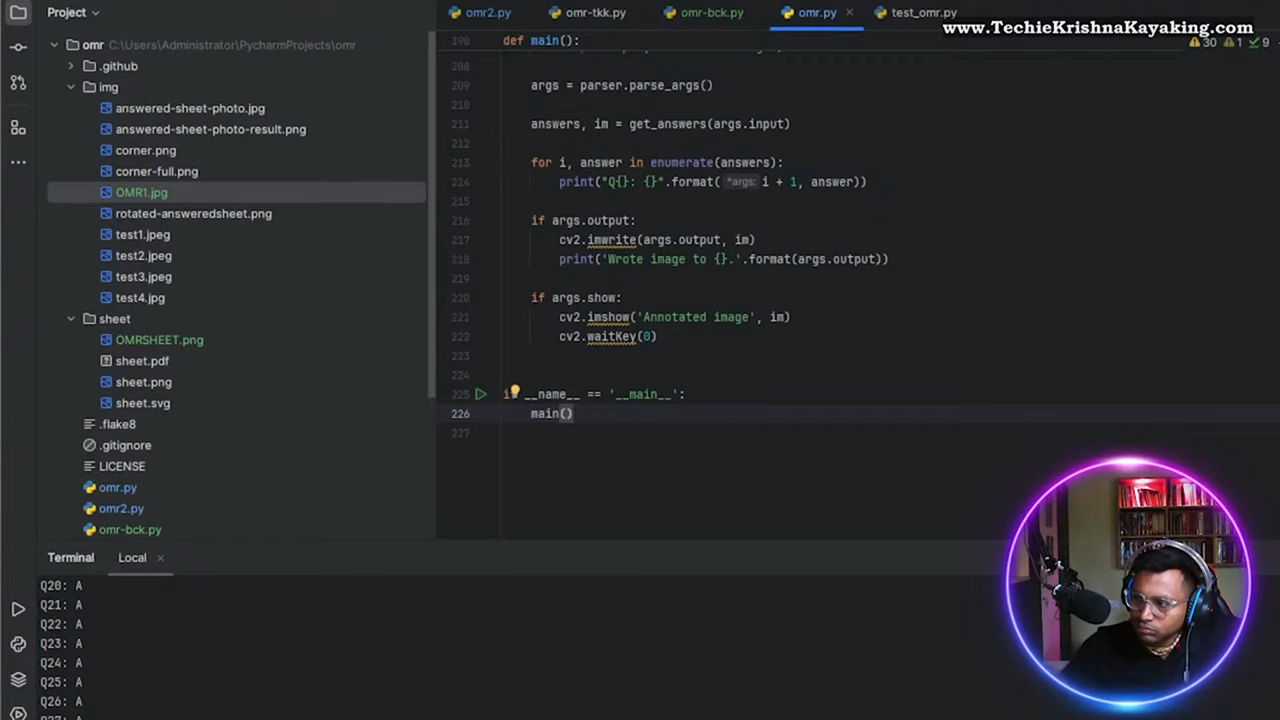 Project
omr2.py
omr-tkk.py
omr-bck.py
omr.py
test_omr.py
www.TechieKrishnaKayaking.com
omr C:\Users\Administrator\PycharmProjects\omr
190 def main():
30 1 9
.github
208
img
209 args = parser.parse_args()
answered-sheet-photo.jpg
210
answered-sheet-photo-result.png
211 answers, im = get_answers(args.input)
corner.png
212
corner-full.png
213 for i, answer in enumerate(answers):
OMR1.jpg
214 print("Q{}: {}".format( *args: i + 1, answer))
rotated-answeredsheet.png
215
test1.jpeg
216 if args.output:
test2.jpeg
217 cv2.imwrite(args.output, im)
test3.jpeg
218 print('Wrote image to {}.'.format(args.output))
test4.jpg
219
sheet
220 if args.show:
OMRSHEET.png
221 cv2.imshow('Annotated image', im)
sheet.pdf
222 cv2.waitKey(0)
sheet.png
223
sheet.svg
224
.flake8
225 i __name__ == '__main__':
.gitignore
226 main()
LICENSE
227
omr.py
omr2.py
omr-bck.py
Terminal Local
Q20: A
Q21: A
Q22: A
Q23: A
Q24: A
Q25: A
Q26: A